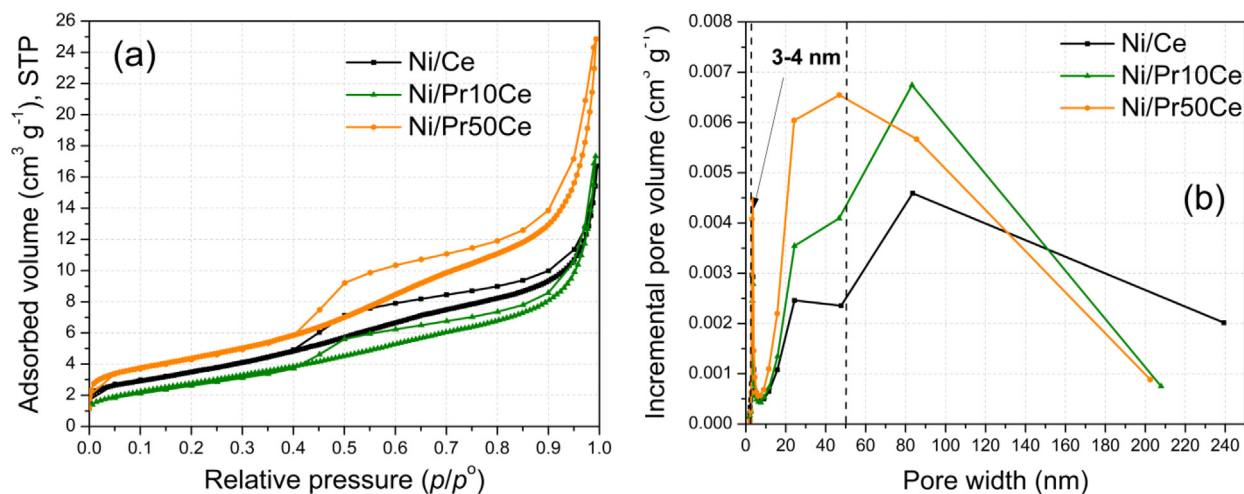 (a)
Ni/Ce
Ni/Pr10Ce
Ni/Pr50Ce
Adsorbed volume (cm³ g⁻¹), STP
26
24
22
20
18
16
14
12
10
8
6
4
2
0
0.0 0.1 0.2 0.3 0.4 0.5 0.6 0.7 0.8 0.9 1.0
Relative pressure (p/pᵒ)
(b)
3-4 nm
Ni/Ce
Ni/Pr10Ce
Ni/Pr50Ce
Incremental pore volume (cm³ g⁻¹)
0.008
0.007
0.006
0.005
0.004
0.003
0.002
0.001
0.000
0 20 40 60 80 100 120 140 160 180 200 220 240
Pore width (nm)